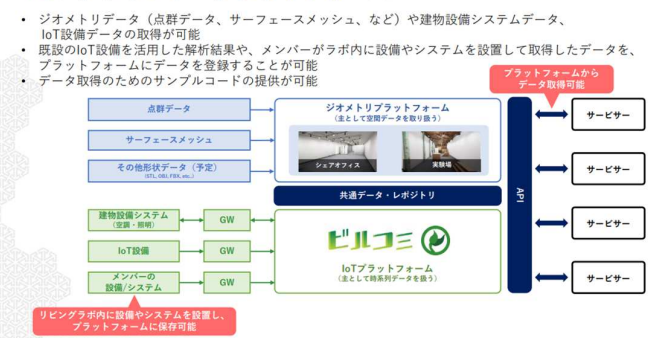 • ジオメトリデータ（点群データ、サーフェースメッシュ、など）や建物設備システムデータ、
IoT設備データの取得が可能
• 既設のIoT設備を活用した解析結果や、メンバーがラボ内に設備やシステムを設置して取得したデータを、
プラットフォームにデータを登録することが可能
• データ取得のためのサンプルコードの提供が可能
プラットフォームから
データ取得可能
点群データ
サーフェースメッシュ
その他形状データ（予定）
(STL, OBJ, FBX, etc.,)
ジオメトリプラットフォーム
（主として空間データを取り扱う）
シェアオフィス
実験場
共通データ・レポジトリ
建物設備システム
（空調・照明）
GW
IoT設備
GW
メンバーの
設備/システム
GW
ビルコミ
IoTプラットフォーム
（主として時系列データを扱う）
API
サービサー
サービサー
サービサー
サービサー
リビングラボ内に設備やシステムを設置し、
プラットフォームに保存可能